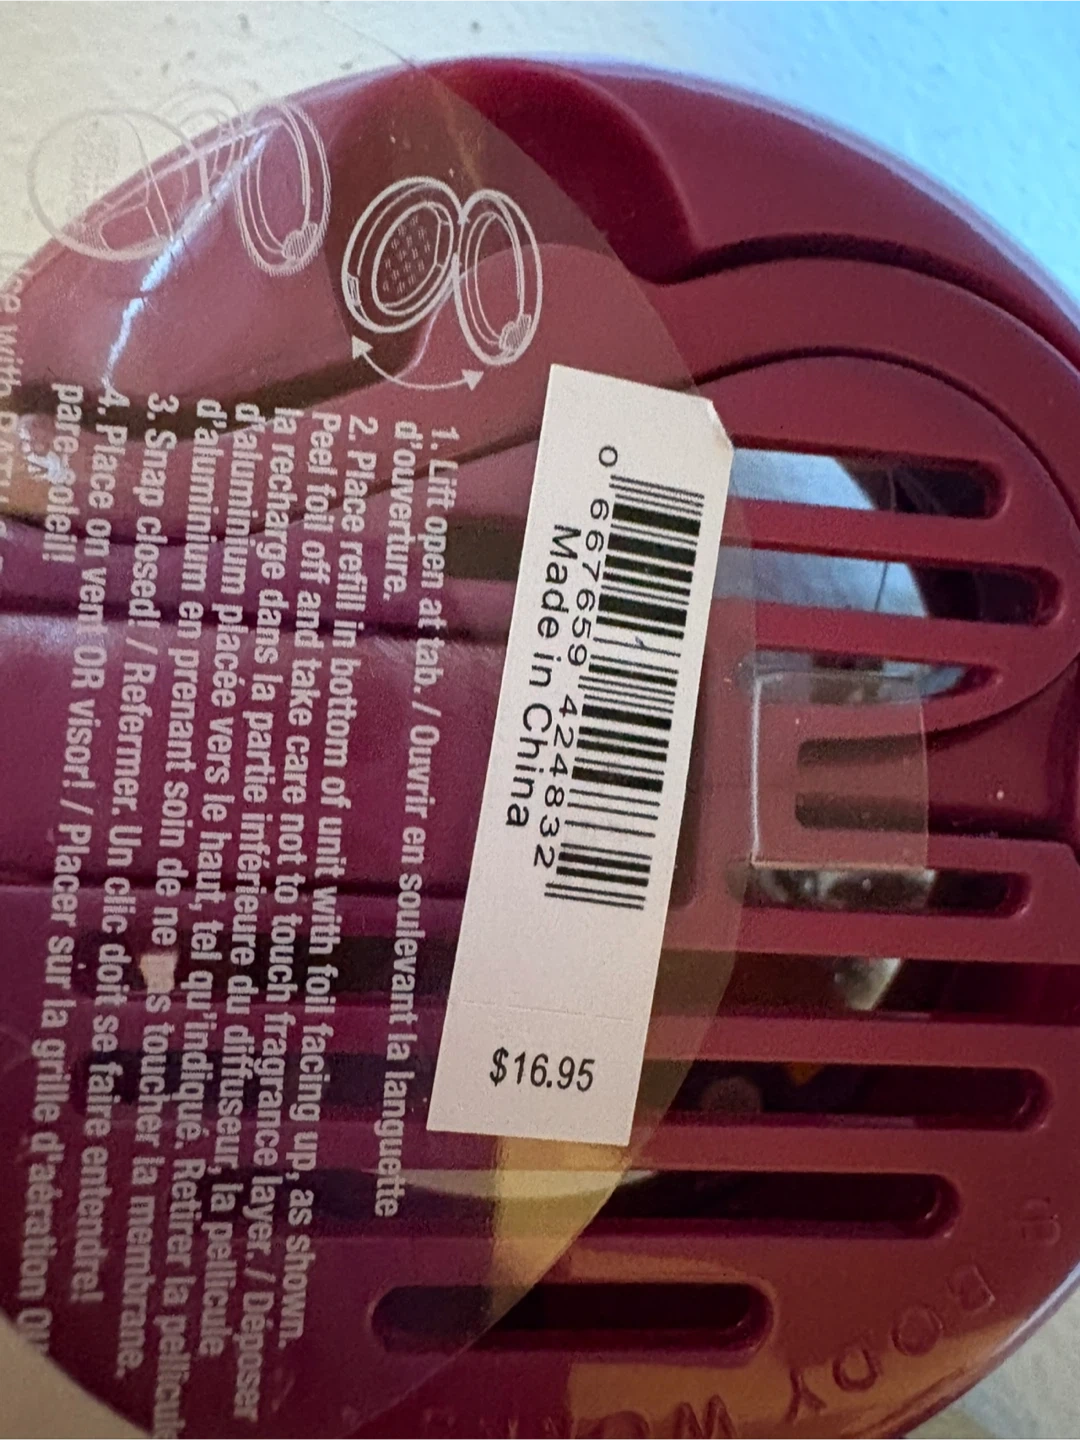 1. Lift open at tab. / Ouvrir en soulevant la languette
d'ouverture.
2. Place refill in bottom of unit with foil facing up, as shown.
Peel foil off and take care not to touch fragrance layer. / Déposer
la recharge dans la partie inférieure du diffuseur, la pellicule
d'aluminium placée vers le haut, tel qu'indiqué. Retirer la pellicule
d'aluminium en prenant soin de ne toucher la membrane.
3. Snap closed! / Refermer. Un clic doit se faire entendre!
4. Place on vent OR visor! / Placer sur la grille d'aération
pare-soleil!
0 667659 424832
Made in China
$16.95
BODY